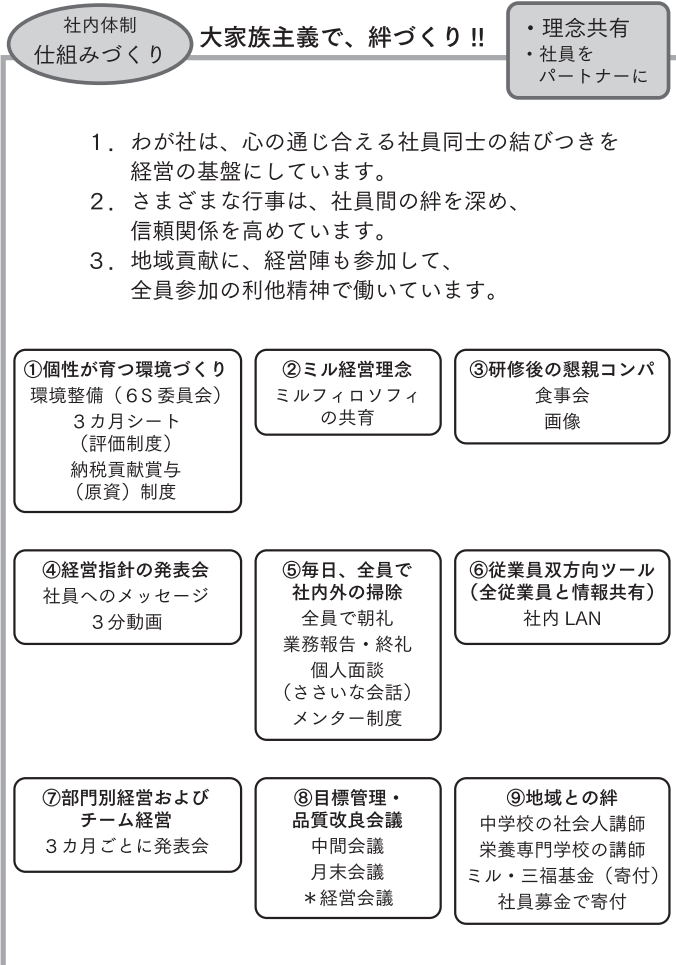 社内体制
仕組みづくり
大家族主義で、絆づくり!!
・理念共有
・社員を
パートナーに
1．わが社は、心の通じ合える社員同士の結びつきを
経営の基盤にしています。
2．さまざまな行事は、社員間の絆を深め、
信頼関係を高めています。
3．地域貢献に、経営陣も参加して、
全員参加の利他精神で働いています。
①個性が育つ環境づくり
環境整備（6S委員会）
3カ月シート
（評価制度）
納税貢献賞与
（原資）制度
②ミル経営理念
ミルフィロソフィ
の共育
③研修後の懇親コンパ
食事会
画像
④経営指針の発表会
社員へのメッセージ
3分動画
⑤毎日、全員で
社内外の掃除
全員で朝礼
業務報告・終礼
個人面談
（ささいな会話）
メンター制度
⑥従業員双方向ツール
（全従業員と情報共有）
社内 LAN
⑦部門別経営および
チーム経営
3カ月ごとに発表会
⑧目標管理・
品質改良会議
中間会議
月末会議
＊経営会議
⑨地域との絆
中学校の社会人講師
栄養専門学校の講師
ミル・三福基金（寄付）
社員募金で寄付